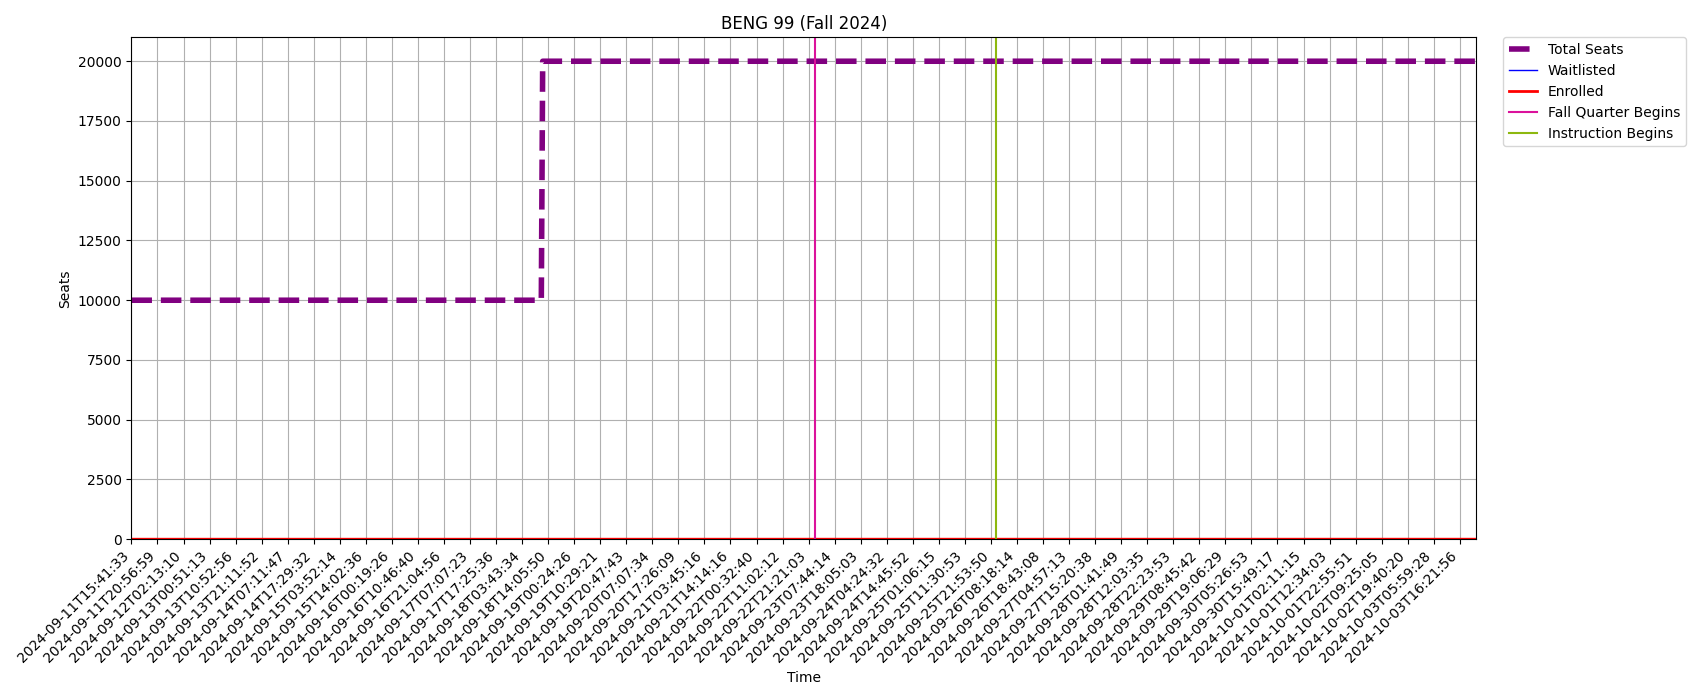 BENG 99 (Fall 2024)
Total Seats
Waitlisted
Enrolled
Fall Quarter Begins
Instruction Begins
20000
17500
15000
12500
10000
7500
5000
2500
0
Seats
2024-09-11T15:41:33
2024-09-11T20:56:59
2024-09-12T02:13:10
2024-09-13T00:51:13
2024-09-13T10:52:56
2024-09-13T21:11:52
2024-09-14T07:11:47
2024-09-14T17:29:32
2024-09-15T03:52:14
2024-09-15T14:02:36
2024-09-16T00:19:26
2024-09-16T10:46:40
2024-09-16T21:04:56
2024-09-17T07:07:23
2024-09-17T17:25:36
2024-09-18T03:43:34
2024-09-18T14:05:50
2024-09-19T00:24:26
2024-09-19T10:29:21
2024-09-19T20:47:43
2024-09-20T07:07:34
2024-09-20T17:26:09
2024-09-21T03:45:16
2024-09-21T14:14:16
2024-09-22T00:32:40
2024-09-22T11:02:12
2024-09-22T21:21:03
2024-09-23T07:44:14
2024-09-23T18:05:03
2024-09-24T04:24:32
2024-09-24T14:45:52
2024-09-25T01:06:15
2024-09-25T11:30:53
2024-09-25T21:53:50
2024-09-26T08:18:14
2024-09-26T18:43:08
2024-09-27T04:57:13
2024-09-27T15:20:38
2024-09-28T01:41:49
2024-09-28T12:03:35
2024-09-28T22:23:53
2024-09-29T08:45:42
2024-09-29T19:06:29
2024-09-30T05:26:53
2024-09-30T15:49:17
2024-10-01T02:11:15
2024-10-01T12:34:03
2024-10-01T22:55:51
2024-10-02T09:25:05
2024-10-02T19:40:20
2024-10-03T05:59:28
2024-10-03T16:21:56
Time